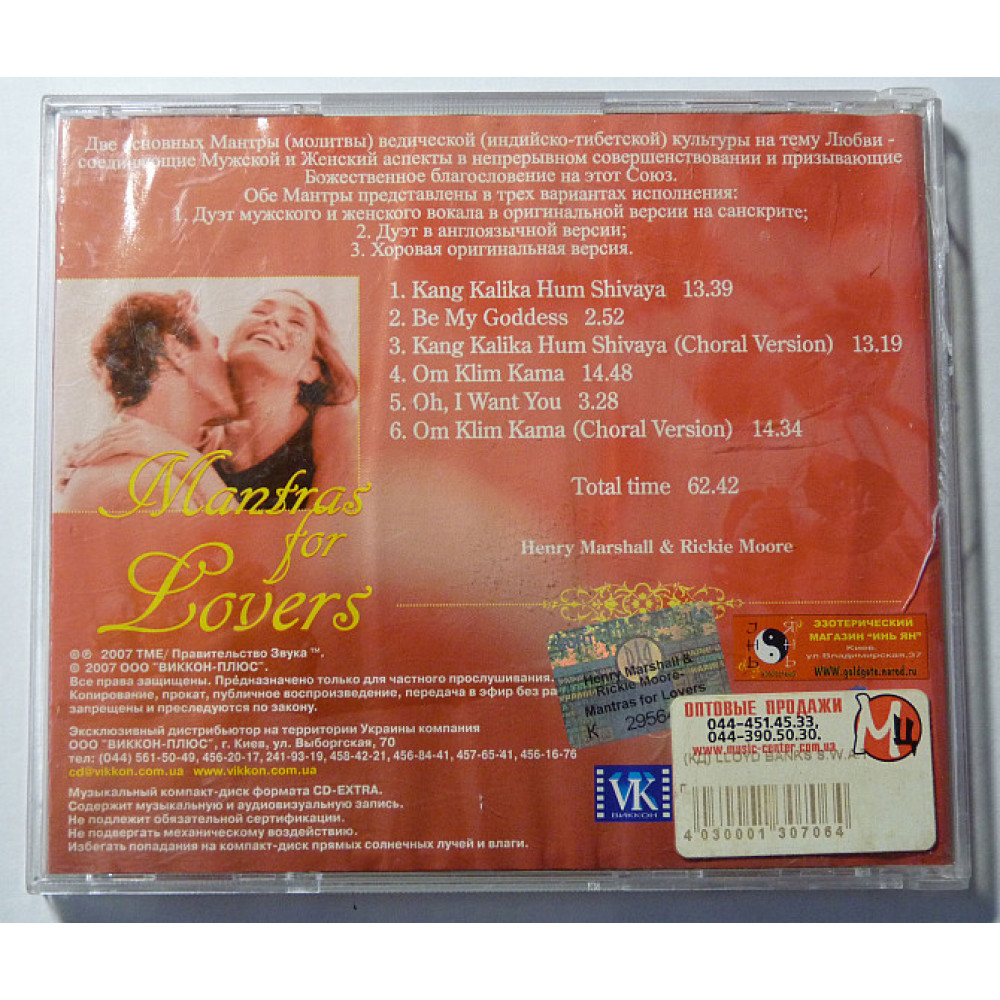 Две основных Мантры (молитвы) ведической (индийско-тибетской) культуры на тему Любви -
соединяющие Мужской и Женский аспекты в непрерывном совершенствовании и призывающие
Божественное благословение на этот Союз.
Обе Мантры представлены в трех вариантах исполнения:
1. Дуэт мужского и женского вокала в оригинальной версии на санскрите;
2. Дуэт в англоязычной версии;
3. Хоровая оригинальная версия.
1. Kang Kalika Hum Shivaya 13.39
2. Be My Goddess 2.52
3. Kang Kalika Hum Shivaya (Choral Version) 13.19
4. Om Klim Kama 14.48
5. Oh, I Want You 3.28
6. Om Klim Kama (Choral Version) 14.34
Total time 62.42
Henry Marshall & Rickie Moore
Mantras
for
Lovers
©℗ 2007 TME/ Правительство Звука ™.
© 2007 ООО "ВИККОН-ПЛЮС".
Все права защищены. Предназначено только для частного прослушивания.
Копирование, прокат, публичное воспроизведение, передача в эфир без ра
запрещены и преследуются по закону.
Эксклюзивный дистрибьютор на территории Украины компания
ООО "ВИККОН-ПЛЮС", г. Киев, ул. Выборгская, 70
тел: (044) 561-50-49, 456-20-17, 241-93-19, 458-42-21, 456-84-41, 457-65-41, 456-16-76
cd@vikkon.com.ua www.vikkon.com.ua
Музыкальный компакт-диск формата CD-EXTRA.
Содержит музыкальную и аудиовизуальную запись.
Не подлежит обязательной сертификации.
Не подвергать механическому воздействию.
Избегать попадания на компакт-диск прямых солнечных лучей и влаги.
Henry Marshall &
Rickie Moore-
Mantras for Lovers
К 2956
VK
ВИККОН
ЭЗОТЕРИЧЕСКИЙ
МАГАЗИН "ИНЬ ЯН"
Киев,
ул. Владимирская, 37
WWW.goldgate.narod.ru
ОПТОВЫЕ ПРОДАЖИ
044-451.45.33,
044-390.50.30.
www.music-center.com.ua
МЦ
(КД) LLOYD BANKS S.W.A.T
4 030001 307064